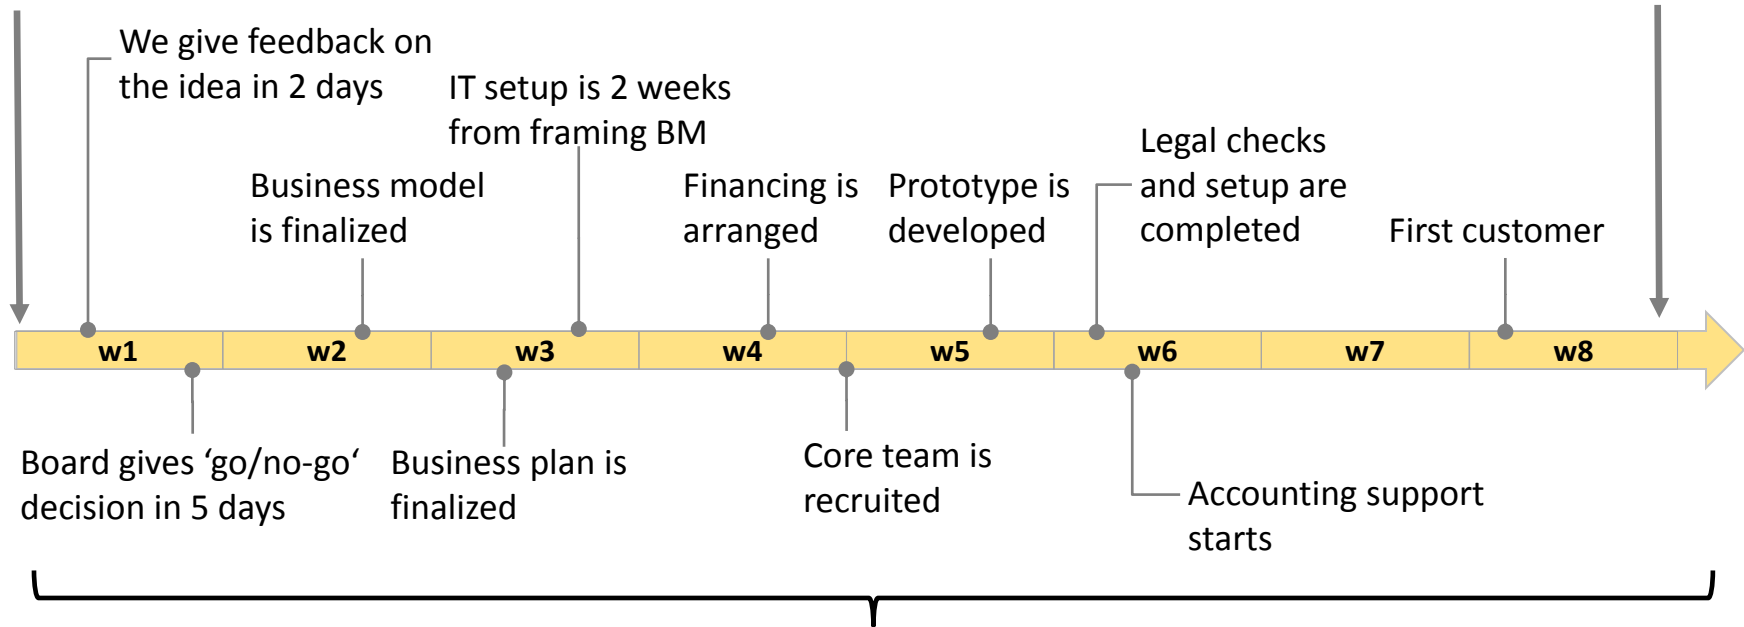 We give feedback on
the idea in 2 days
IT setup is 2 weeks
from framing BM
Business model
is finalized
Financing is
arranged
Prototype is
developed
Legal checks
and setup are
completed
First customer
w1
w2
w3
w4
w5
w6
w7
w8
Board gives ‘go/no-go‘
decision in 5 days
Business plan is
finalized
Core team is
recruited
Accounting support
starts